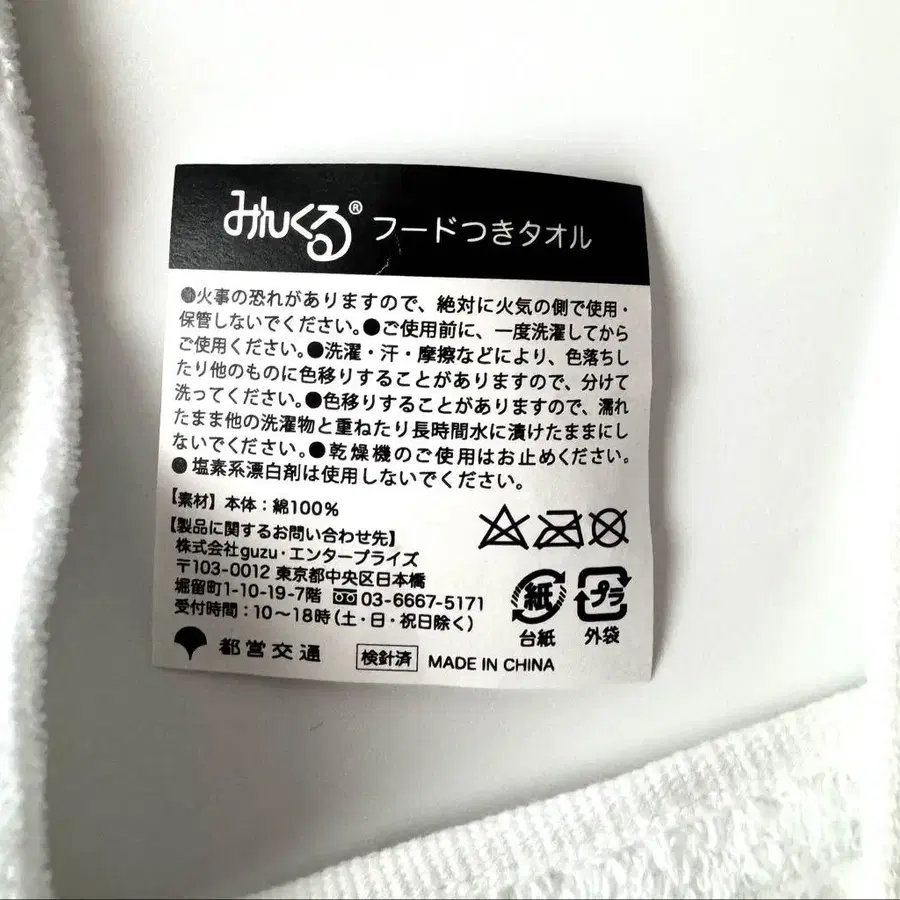 みんくる® フードつきタオル
●火事の恐れがありますので、絶対に火気の側で使用・
保管しないでください。●ご使用前に、一度洗濯してから
ご使用ください。●洗濯・汗・摩擦などにより、色落ちし
たり他のものに色移りすることがありますので、分けて
洗ってください。●色移りすることがありますので、濡れ
たまま他の洗濯物と重ねたり長時間水に漬けたままにし
ないでください。●乾燥機のご使用はお止めください。
●塩素系漂白剤は使用しないでください。
【素材】本体：綿100%
【製品に関するお問い合わせ先】
株式会社guzu・エンタープライズ
〒103-0012 東京都中央区日本橋
堀留町1-10-19-7階 03-6667-5171
受付時間：10～18時（土・日・祝日除く）
紙
台紙
プラ
外袋
都営交通 検針済 MADE IN CHINA